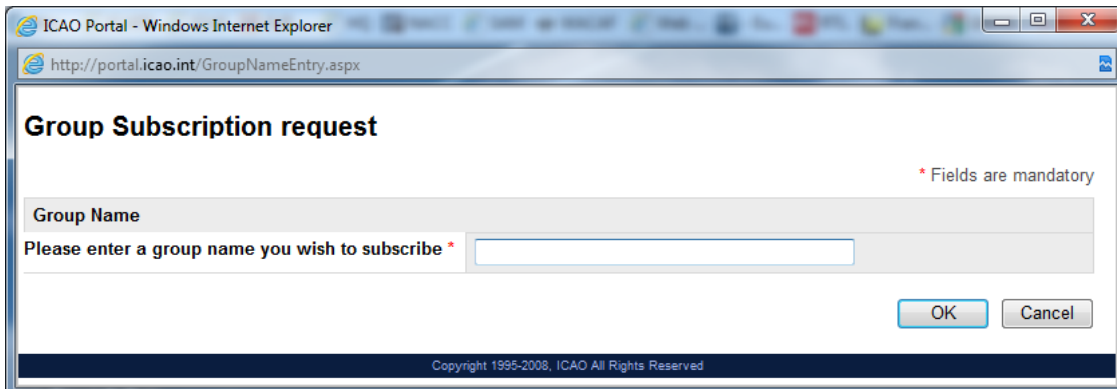 ICAO Portal - Windows Internet Explorer
http://portal.icao.int/GroupNameEntry.aspx
Group Subscription request
* Fields are mandatory
Group Name
Please enter a group name you wish to subscribe *
OK Cancel
Copyright 1995-2008, ICAO All Rights Reserved